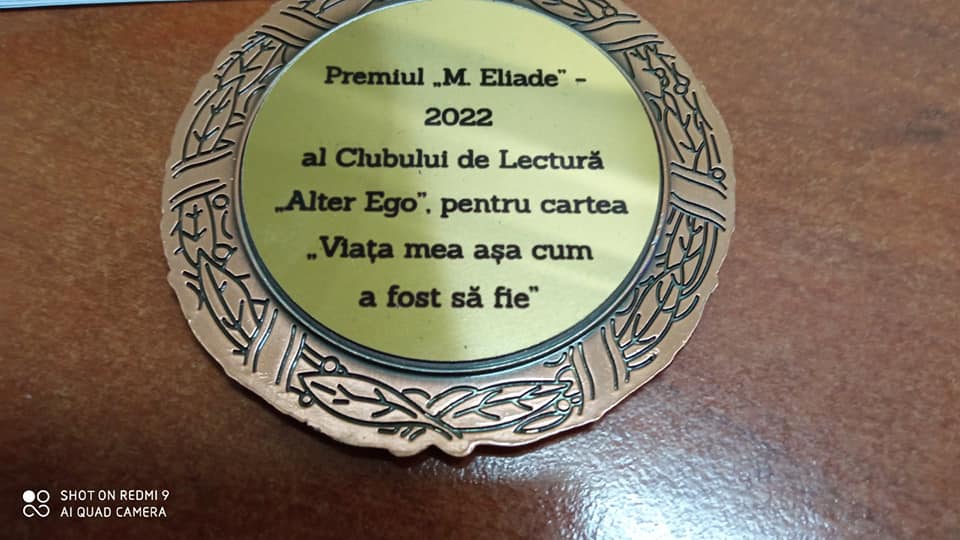 Premiul „M. Eliade” -
2022
al Clubului de Lectură
„Alter Ego”, pentru cartea
„Viața mea așa cum
a fost să fie”
SHOT ON REDMI 9
AI QUAD CAMERA